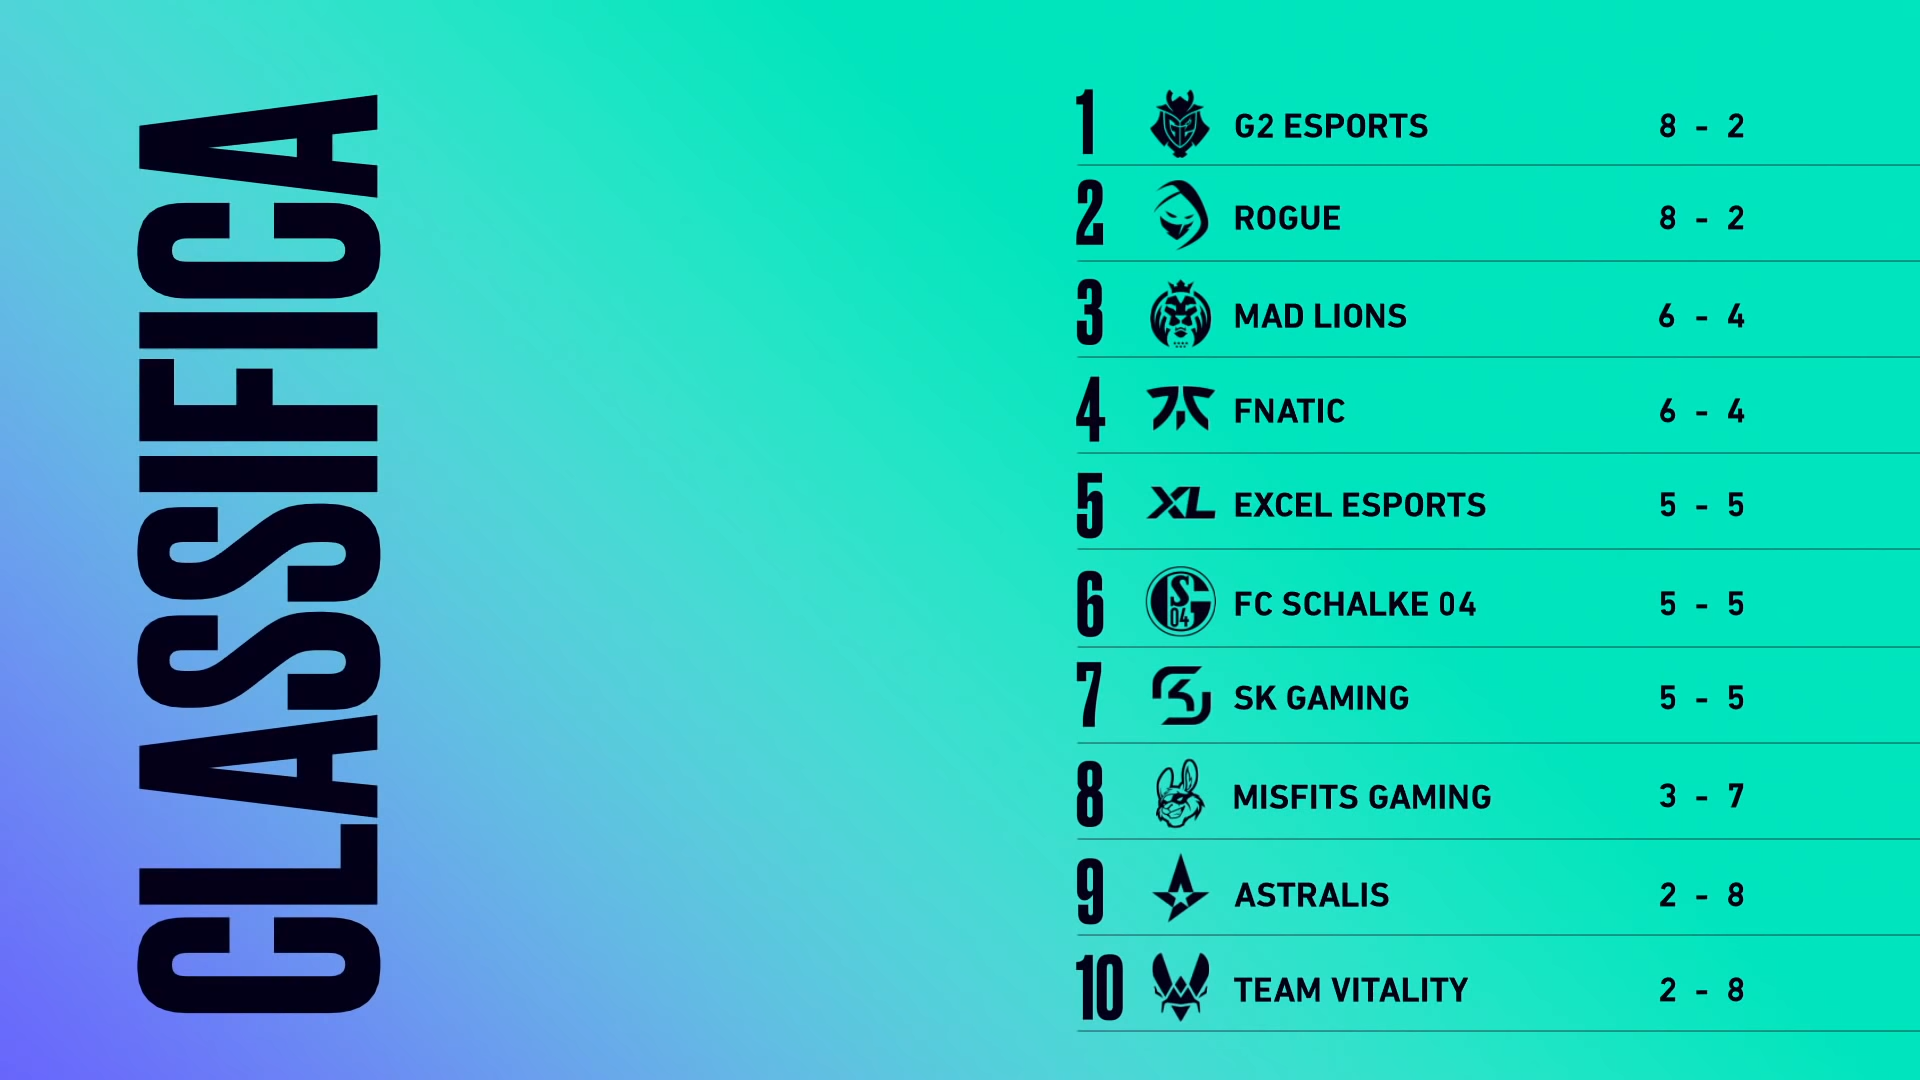 CLASSIFICA
1 G2 ESPORTS 8 - 2
2 ROGUE 8 - 2
3 MAD LIONS 6 - 4
4 FNATIC 6 - 4
5 XL EXCEL ESPORTS 5 - 5
6 S 04 FC SCHALKE 04 5 - 5
7 SK GAMING 5 - 5
8 MISFITS GAMING 3 - 7
9 ASTRALIS 2 - 8
10 TEAM VITALITY 2 - 8